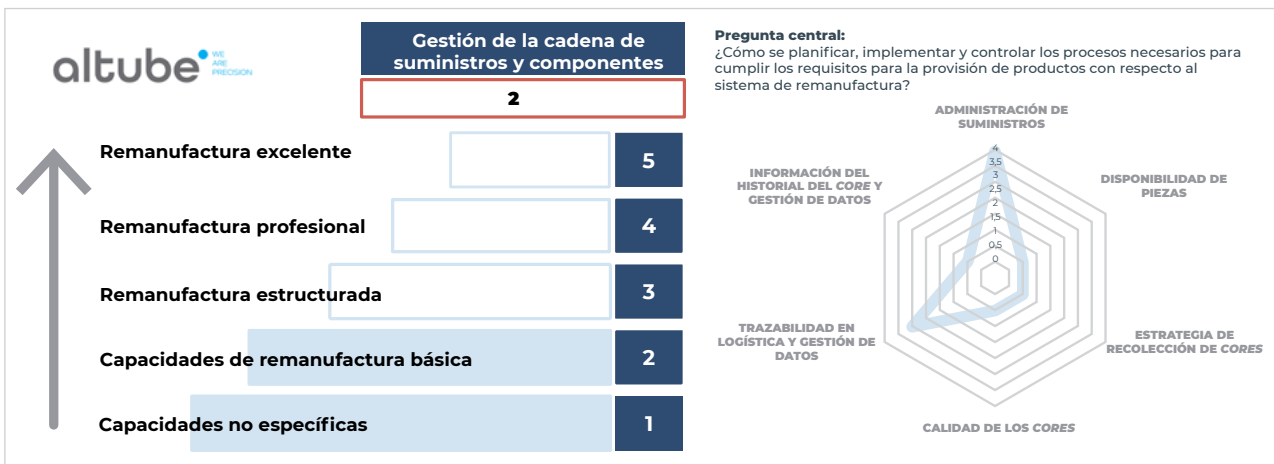 altube
WE
ARE
PRECISION
Gestión de la cadena de
suministros y componentes
2
Remanufactura excelente
5
Remanufactura profesional
4
Remanufactura estructurada
3
Capacidades de remanufactura básica
2
Capacidades no específicas
1
Pregunta central:
¿Cómo se planificar, implementar y controlar los procesos necesarios para
cumplir los requisitos para la provisión de productos con respecto al
sistema de remanufactura?
ADMINISTRACIÓN DE
SUMINISTROS
DISPONIBILIDAD DE
PIEZAS
ESTRATEGIA DE
RECOLECCIÓN DE CORES
CALIDAD DE LOS CORES
TRAZABILIDAD EN
LOGÍSTICA Y GESTIÓN DE
DATOS
INFORMACIÓN DEL
HISTORIAL DEL CORE Y
GESTIÓN DE DATOS
4
3,5
3
2,5
2
1,5
1
0,5
0